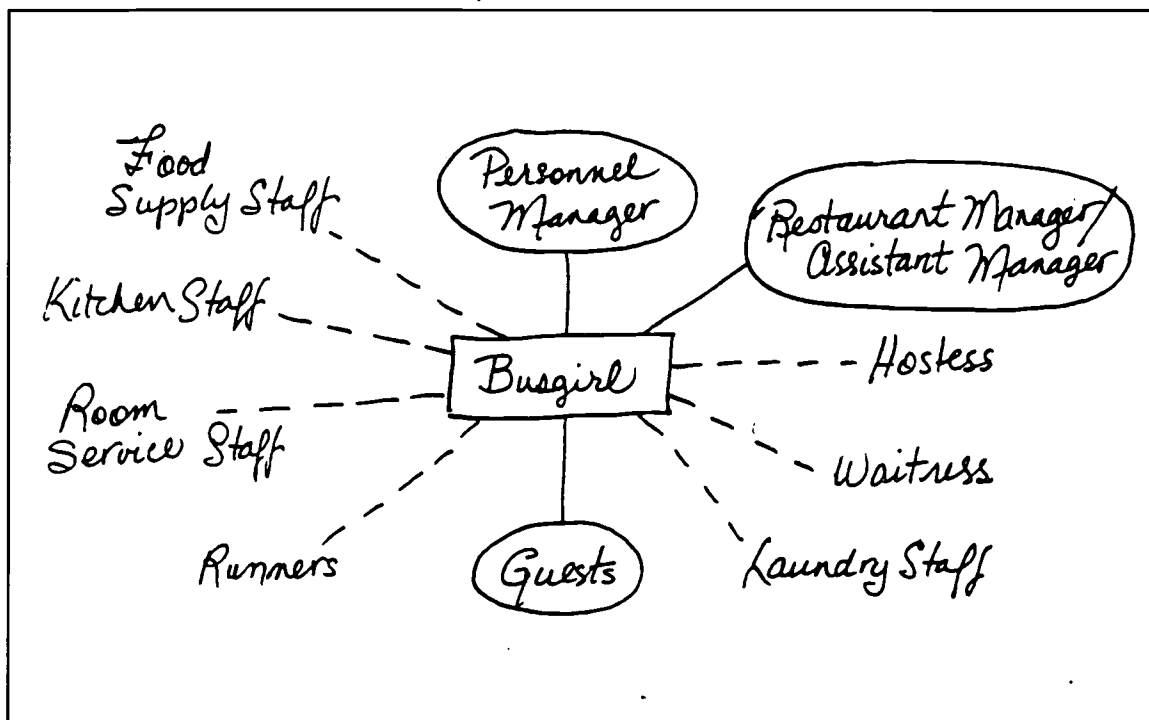 Food
Supply Staff
Personnel
Manager
Restaurant Manager/
Assistant Manager
Kitchen Staff
Busgirl
Hostess
Room
Service Staff
Waitress
Runners
Guests
Laundry Staff